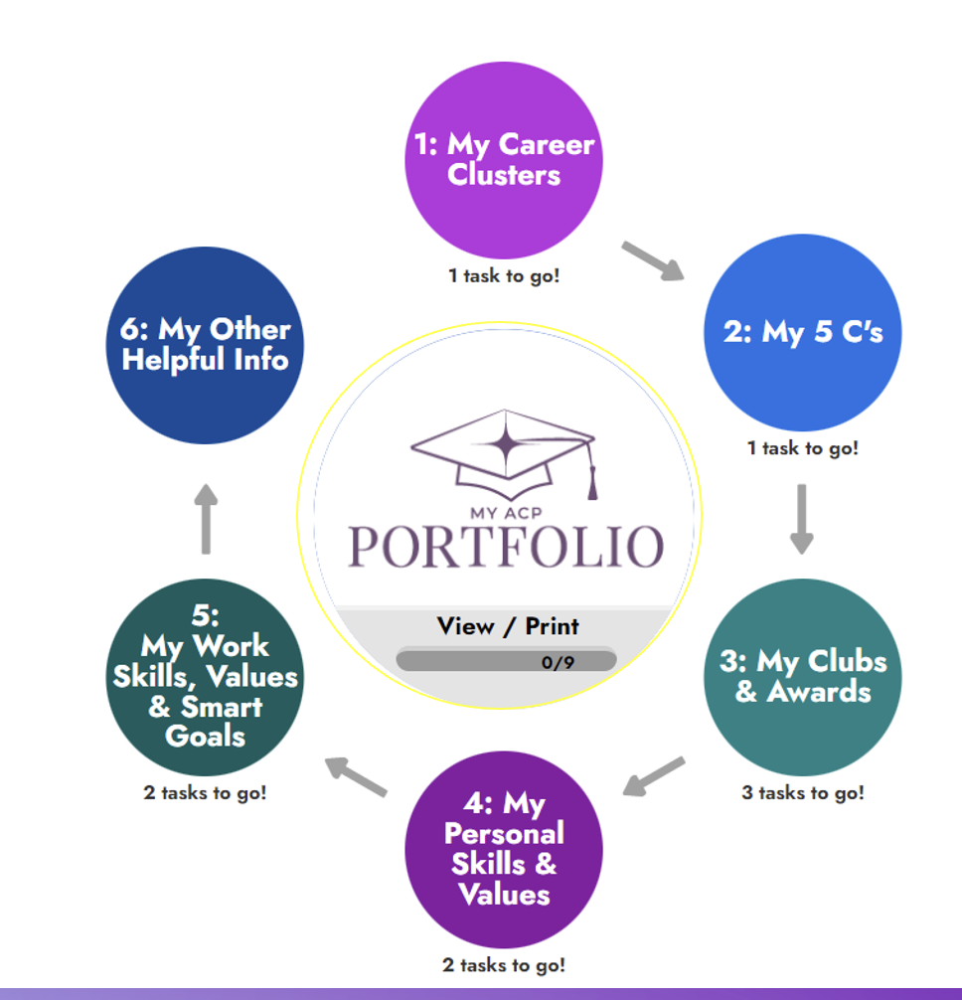 1: My Career
Clusters
1 task to go!
2: My 5 C's
1 task to go!
3: My Clubs
& Awards
3 tasks to go!
4: My
Personal
Skills &
Values
2 tasks to go!
5:
My Work
Skills, Values
& Smart
Goals
2 tasks to go!
6: My Other
Helpful Info
MY ACP
PORTFOLIO
View / Print
0/9